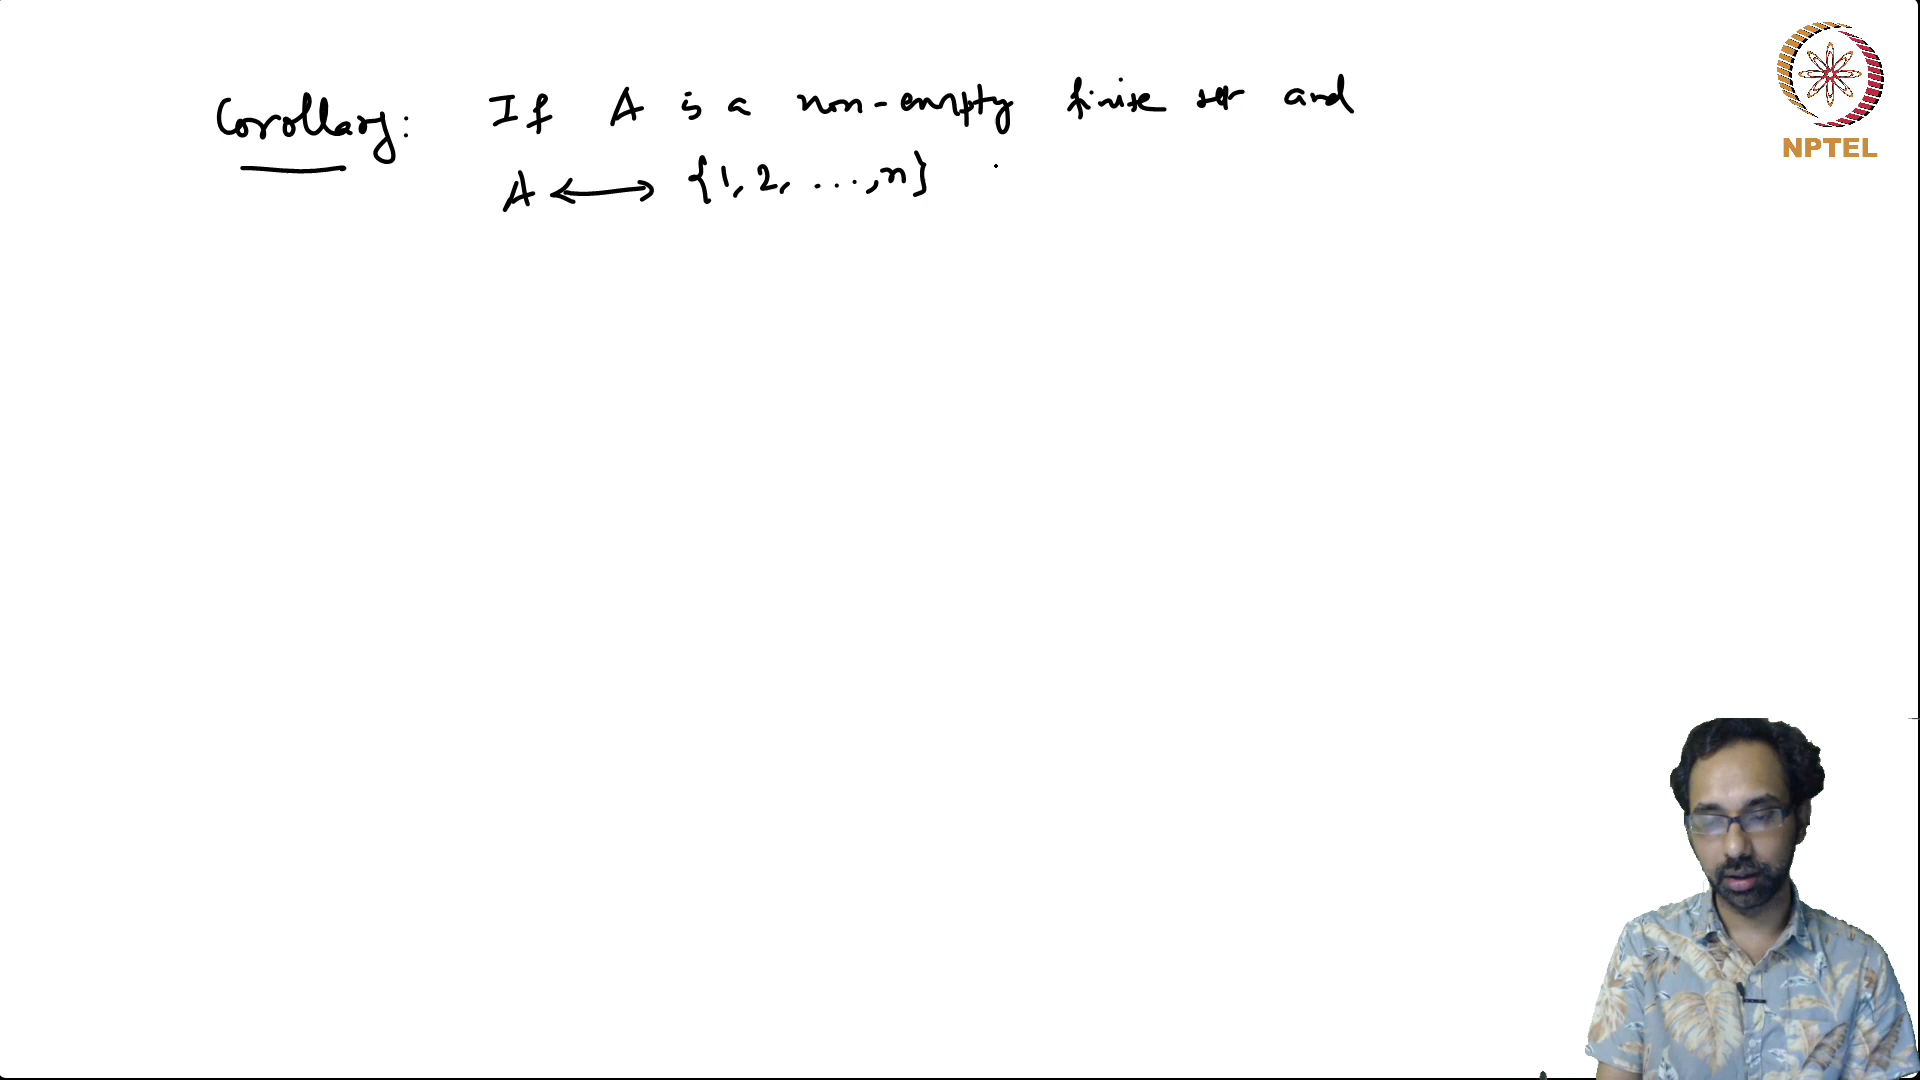 Corollary: If A is a non-empty finite set and
A ⟷ {1, 2, ..., n}
NPTEL